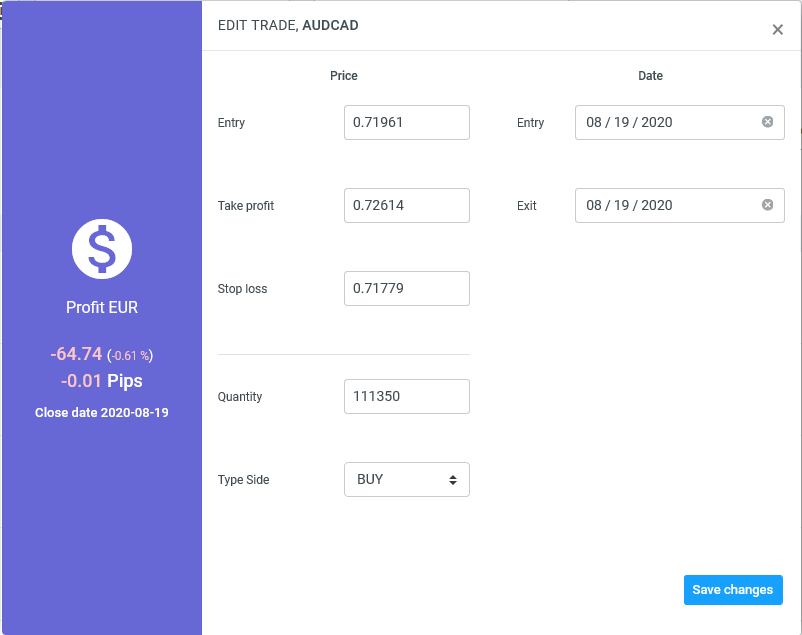 EDIT TRADE, AUDCAD
Price
Date
Entry
0.71961
Entry
08 / 19 / 2020
Take profit
0.72614
Exit
08 / 19 / 2020
Stop loss
0.71779
Quantity
111350
Type Side
BUY
Save changes
$
Profit EUR
-64.74 (-0.61 %)
-0.01 Pips
Close date 2020-08-19